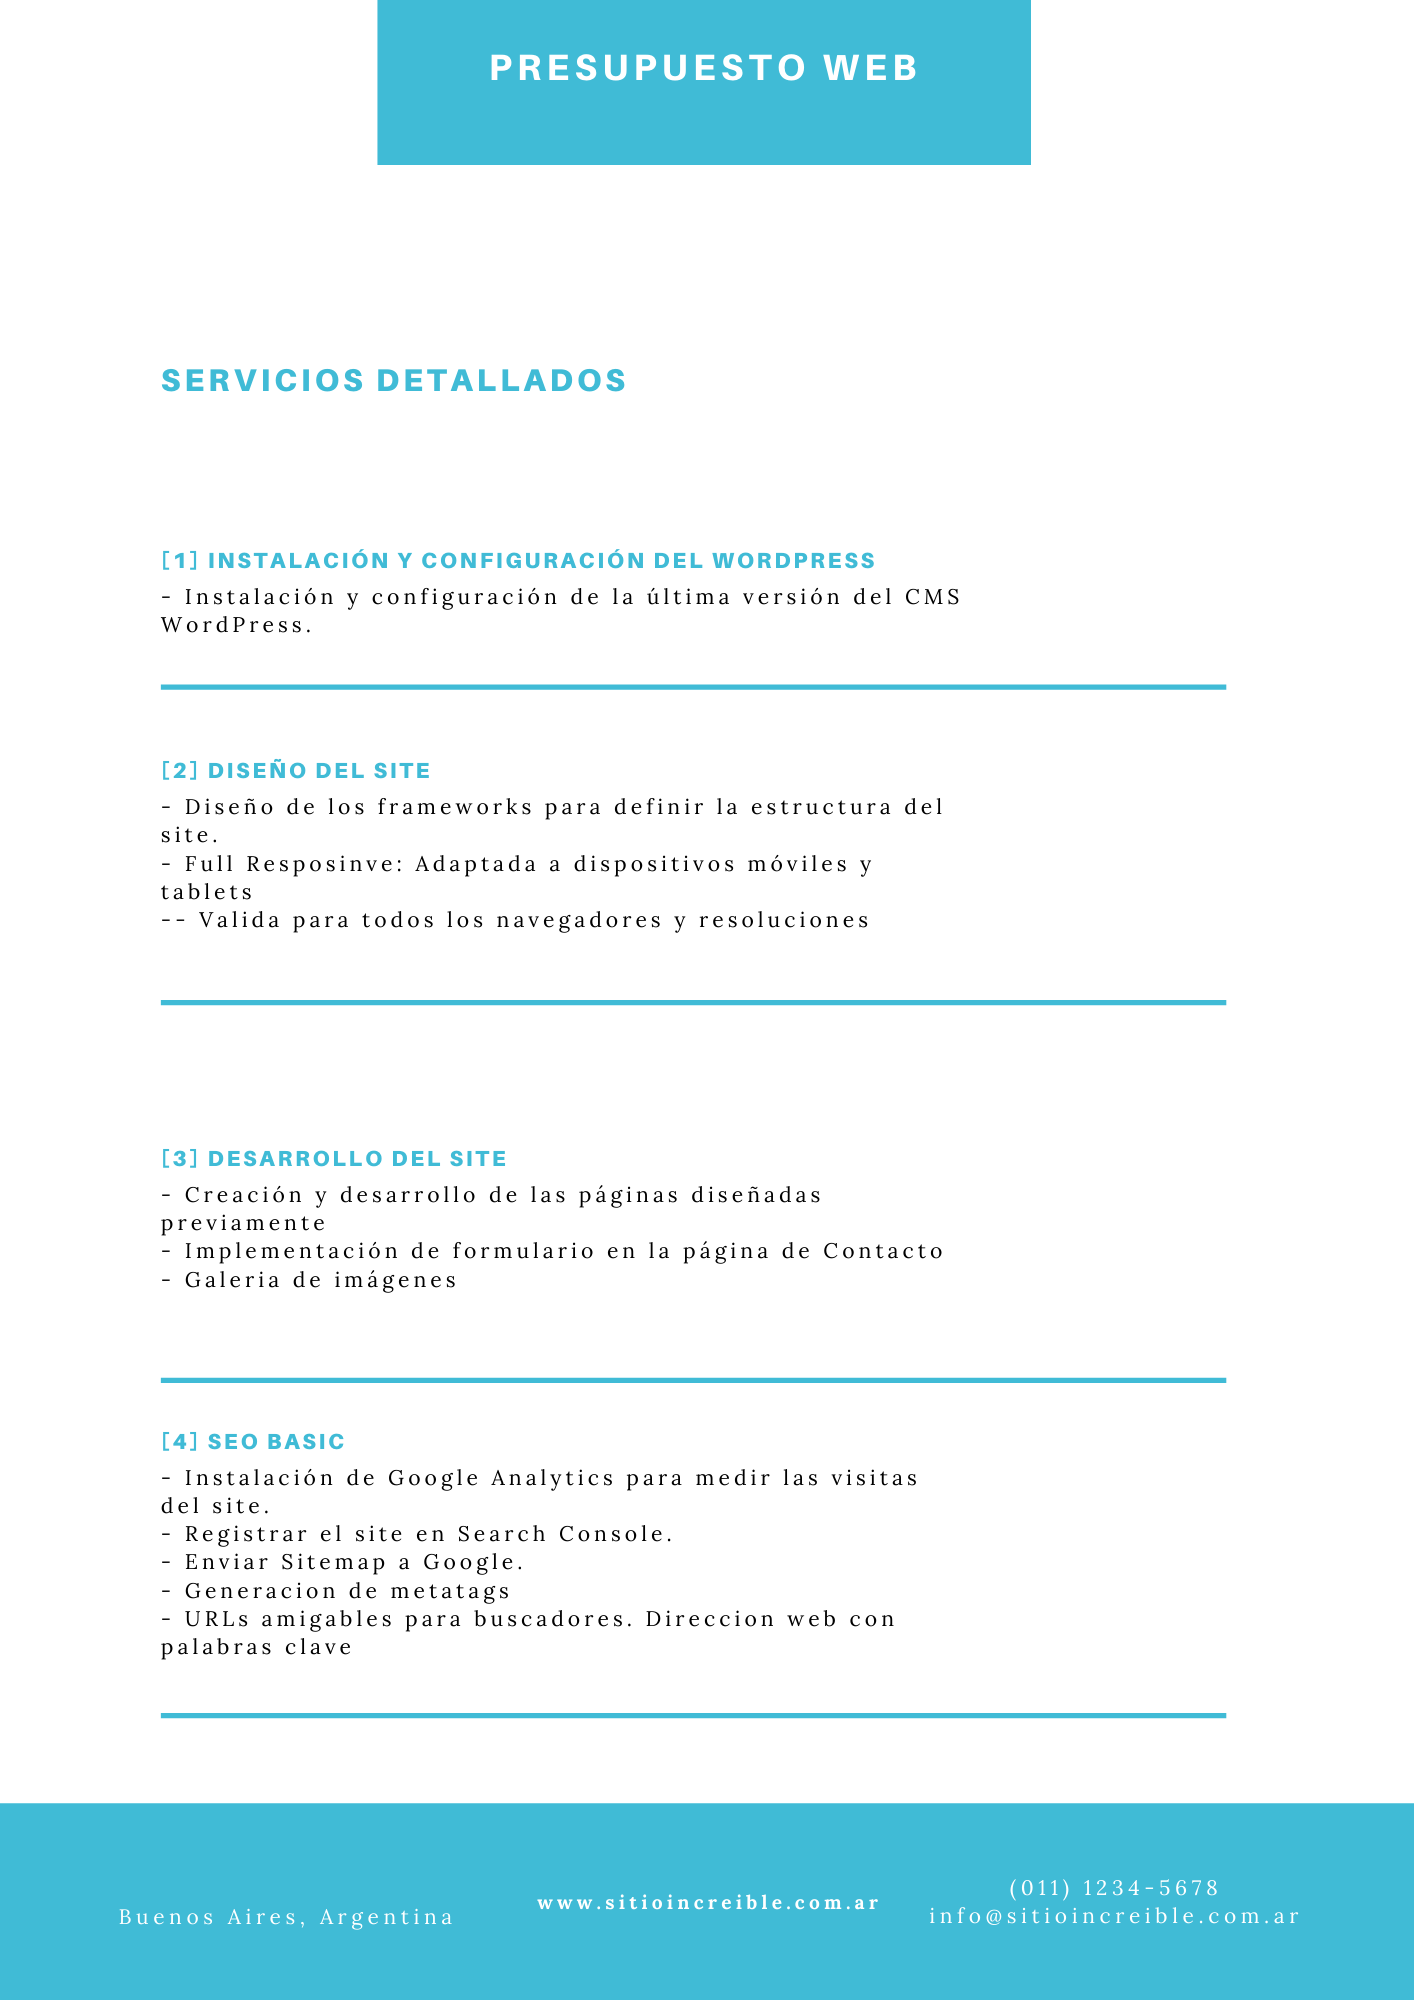 PRESUPUESTO WEB
SERVICIOS DETALLADOS
[1] INSTALACIÓN Y CONFIGURACIÓN DEL WORDPRESS
- Instalación y configuración de la última versión del CMS
WordPress.
[2] DISEÑO DEL SITE
- Diseño de los frameworks para definir la estructura del
site.
- Full Resposinve: Adaptada a dispositivos móviles y
tablets
-- Valida para todos los navegadores y resoluciones
[3] DESARROLLO DEL SITE
- Creación y desarrollo de las páginas diseñadas
previamente
- Implementación de formulario en la página de Contacto
- Galeria de imágenes
[4] SEO BASIC
- Instalación de Google Analytics para medir las visitas
del site.
- Registrar el site en Search Console.
- Enviar Sitemap a Google.
- Generacion de metatags
- URLs amigables para buscadores. Direccion web con
palabras clave
Buenos Aires, Argentina
www.sitioincreible.com.ar
(011) 1234-5678
info@sitioincreible.com.ar